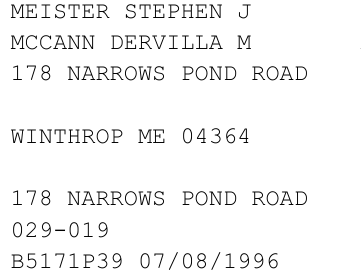 MEISTER STEPHEN J
MCCANN DERVILLA M
178 NARROWS POND ROAD
WINTHROP ME 04364
178 NARROWS POND ROAD
029-019
B5171P39 07/08/1996